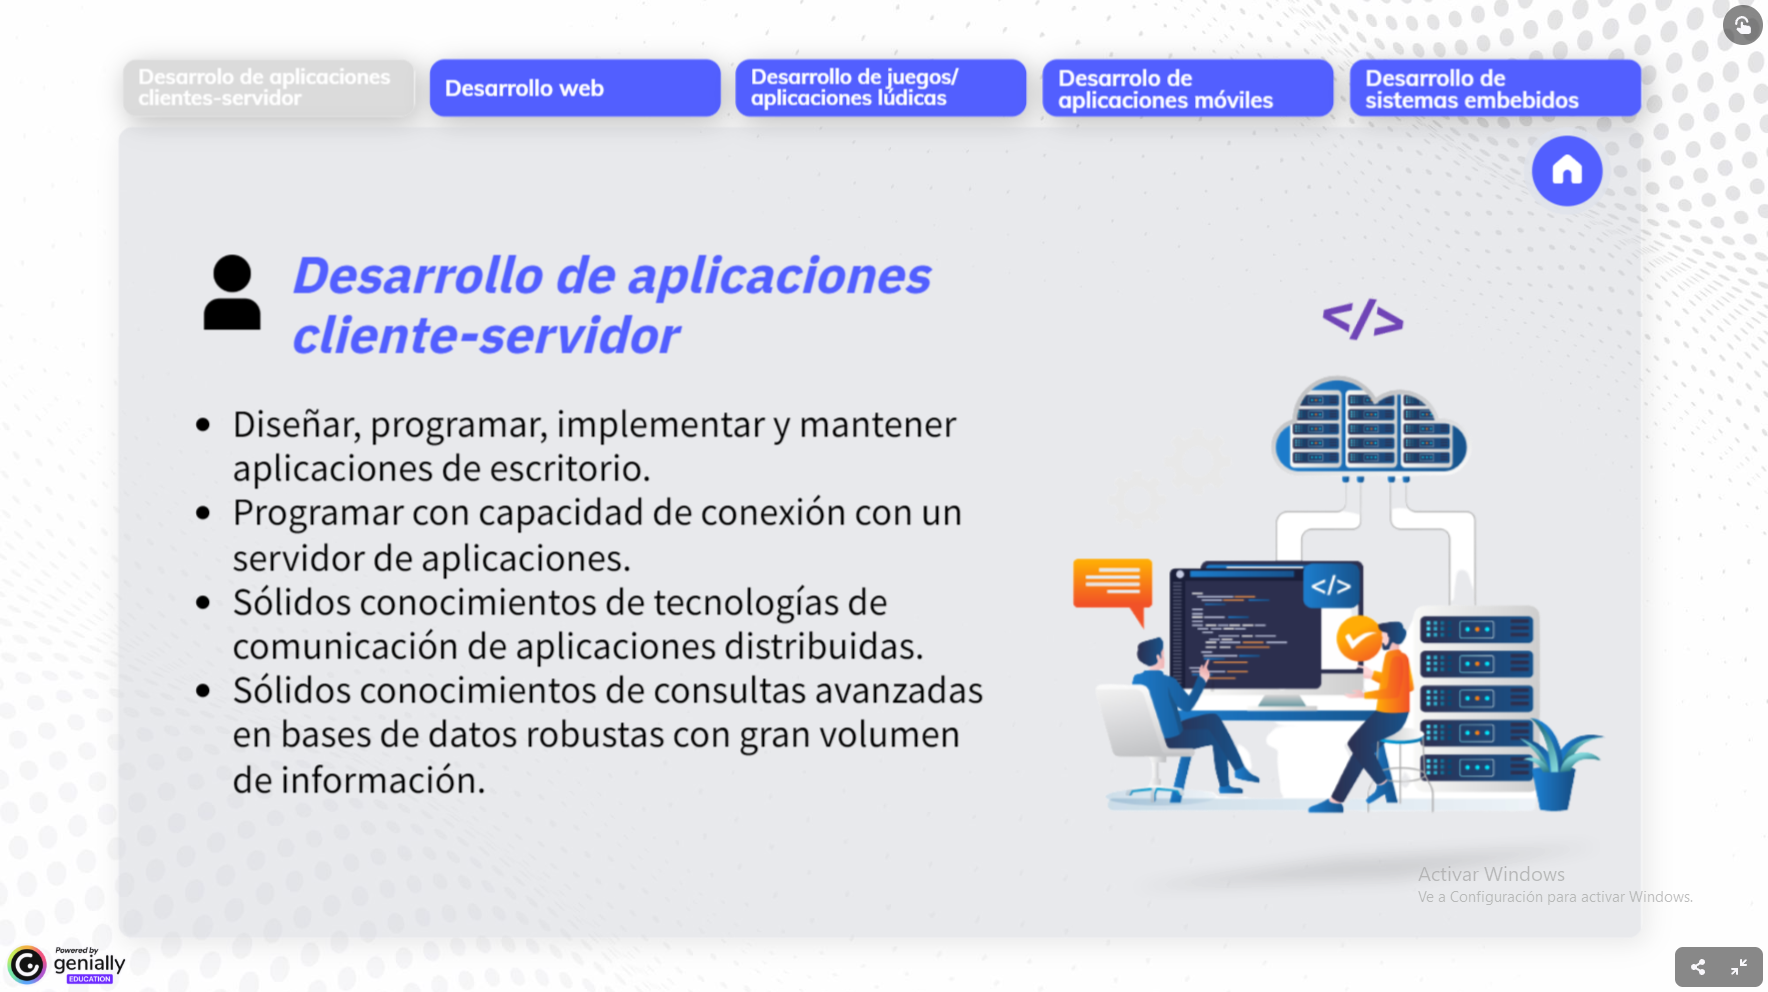 Desarrolo de aplicaciones
clientes-servidor
Desarrollo web
Desarrollo de juegos/
aplicaciones lúdicas
Desarrolo de
aplicaciones móviles
Desarrollo de
sistemas embebidos
Desarrollo de aplicaciones
cliente-servidor
</>
• Diseñar, programar, implementar y mantener
aplicaciones de escritorio.
• Programar con capacidad de conexión con un
servidor de aplicaciones.
• Sólidos conocimientos de tecnologías de
comunicación de aplicaciones distribuidas.
• Sólidos conocimientos de consultas avanzadas
en bases de datos robustas con gran volumen
de información.
</>
Activar Windows
Ve a Configuración para activar Windows.
Powered by
genially
EDUCATION